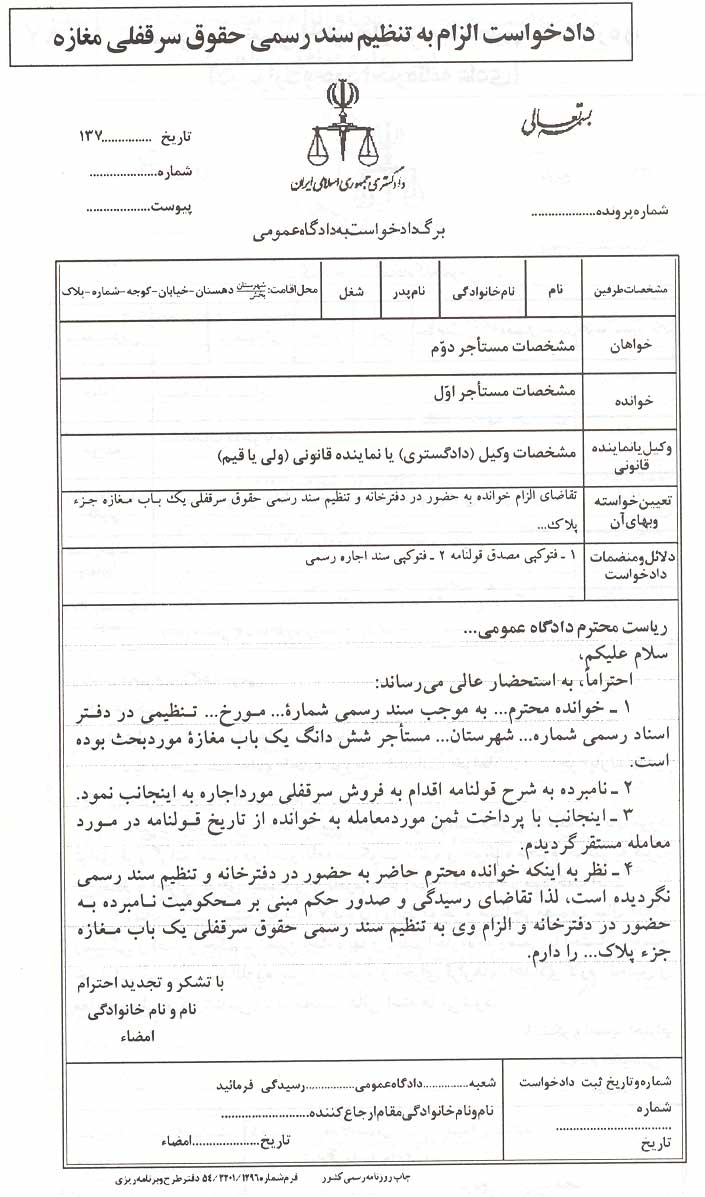 دادخواست الزام به تنظیم سند رسمی حقوق سرقفلی مغازه
بسمه تعالی
تاریخ ...............۱۳۷
شماره....................
پیوست...................
دادگستری جمهوری اسلامی ایران
شماره پرونده...................
برگ دادخواست به دادگاه عمومی
مشخصات طرفین
نام
نام خانوادگی
نام پدر
شغل
محل اقامت: شهرستان بخش دهستان-خیابان-کوچه-شماره-پلاک
خواهان
مشخصات مستأجر دوّم
خوانده
مشخصات مستأجر اوّل
وکیل یا نماینده
قانونی
مشخصات وکیل (دادگستری) یا نماینده قانونی (ولی یا قیم)
تعیین خواسته
وبهای آن
تقاضای الزام خوانده به حضور در دفترخانه و تنظیم سند رسمی حقوق سرقفلی یک باب مغازه جزء
پلاک...
دلائل و منضمات
دادخواست
۱ ـ فتوکپی مصدق قولنامه ۲ ـ فتوکپی سند اجاره رسمی
ریاست محترم دادگاه عمومی...
سلام علیکم،
احتراماً، به استحضار عالی می‌رساند:
۱ ـ خوانده محترم... به موجب سند رسمی شمارهٔ... مورخ... تنظیمی در دفتر
اسناد رسمی شماره... شهرستان... مستأجر شش دانگ یک باب مغازهٔ موردبحث بوده
است.
۲ ـ نامبرده به شرح قولنامه اقدام به فروش سرقفلی مورداجاره به اینجانب نمود.
۳ ـ اینجانب با پرداخت ثمن موردمعامله به خوانده از تاریخ قولنامه در مورد
معامله مستقر گردیدم.
۴ ـ نظر به اینکه خوانده محترم حاضر به حضور در دفترخانه و تنظیم سند رسمی
نگردیده است، لذا تقاضای رسیدگی و صدور حکم مبنی بر محکومیت نامبرده به
حضور در دفترخانه و الزام وی به تنظیم سند رسمی حقوق سرقفلی یک باب مغازه
جزء پلاک... را دارم.
با تشکر و تجدید احترام
نام و نام خانوادگی
امضاء
شماره و تاریخ ثبت دادخواست
شماره
..................................
تاریخ
شعبه..............دادگاه عمومی...............رسیدگی فرمائید
نام و نام خانوادگی مقام ارجاع کننده...........................
تاریخ....................امضاء
چاپ روزنامه رسمی کشور فرم شماره ۵۴/۲۲۰۱/۱۲۹۶ دفتر طرح و برنامه ریزی